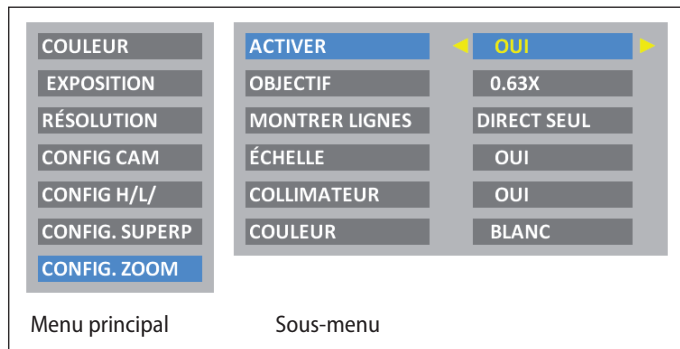 COULEUR
EXPOSITION
RÉSOLUTION
CONFIG CAM
CONFIG H/L/
CONFIG. SUPERP
CONFIG. ZOOM
ACTIVER OUI
OBJECTIF 0.63X
MONTRER LIGNES DIRECT SEUL
ÉCHELLE OUI
COLLIMATEUR OUI
COULEUR BLANC
Menu principal
Sous-menu